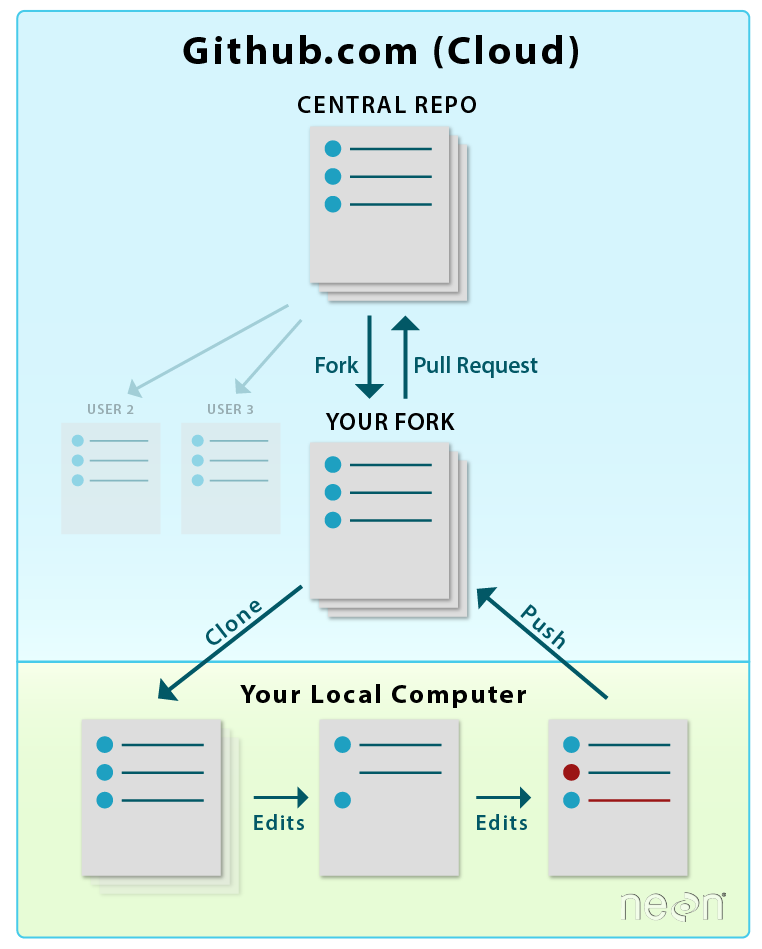 Github.com (Cloud)
CENTRAL REPO
Fork
Pull Request
USER 2
USER 3
YOUR FORK
Clone
Push
Your Local Computer
Edits
Edits
neon